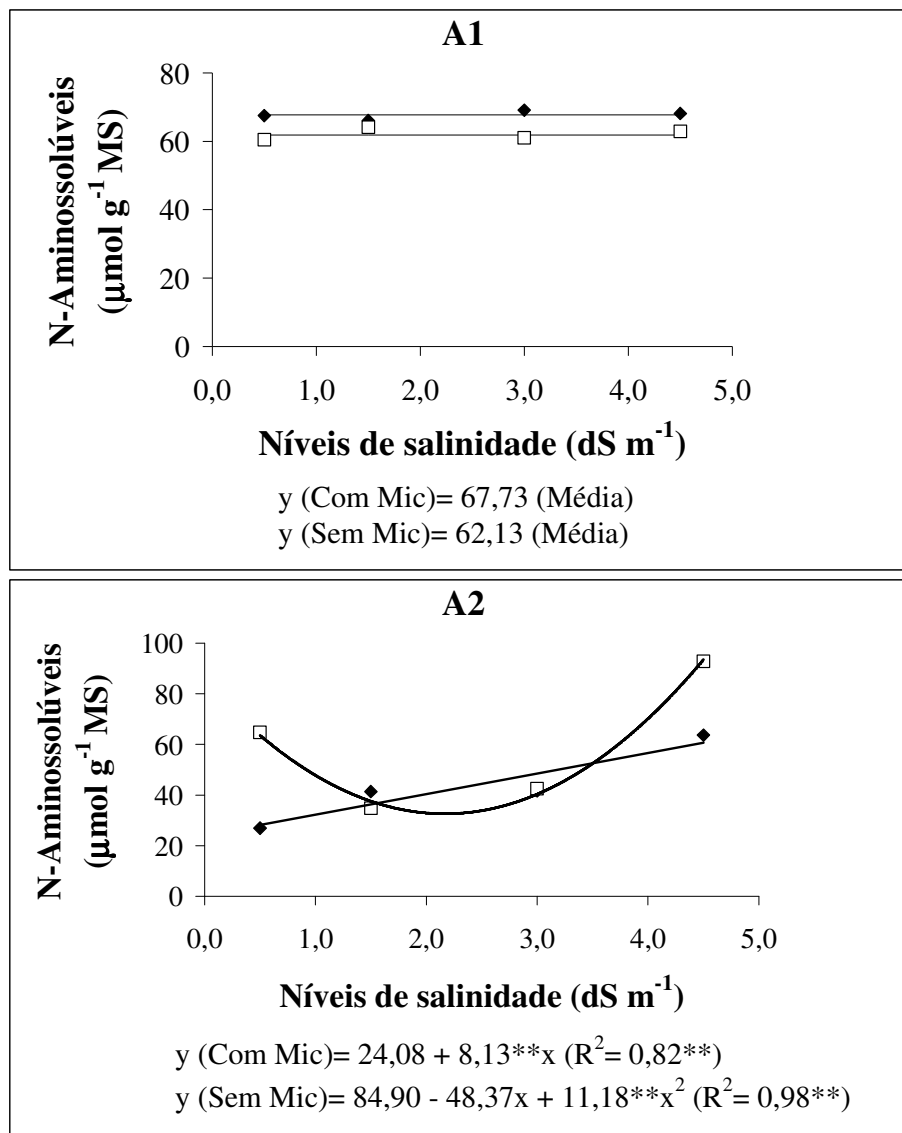 A1
N-Aminossolúveis
(µmol g⁻¹ MS)
80
60
40
20
0
0,0 1,0 2,0 3,0 4,0 5,0
Níveis de salinidade (dS m⁻¹)
y (Com Mic)= 67,73 (Média)
y (Sem Mic)= 62,13 (Média)
A2
N-Aminossolúveis
(µmol g⁻¹ MS)
100
80
60
40
20
0
0,0 1,0 2,0 3,0 4,0 5,0
Níveis de salinidade (dS m⁻¹)
y (Com Mic)= 24,08 + 8,13**x (R²= 0,82**)
y (Sem Mic)= 84,90 - 48,37x + 11,18**x² (R²= 0,98**)